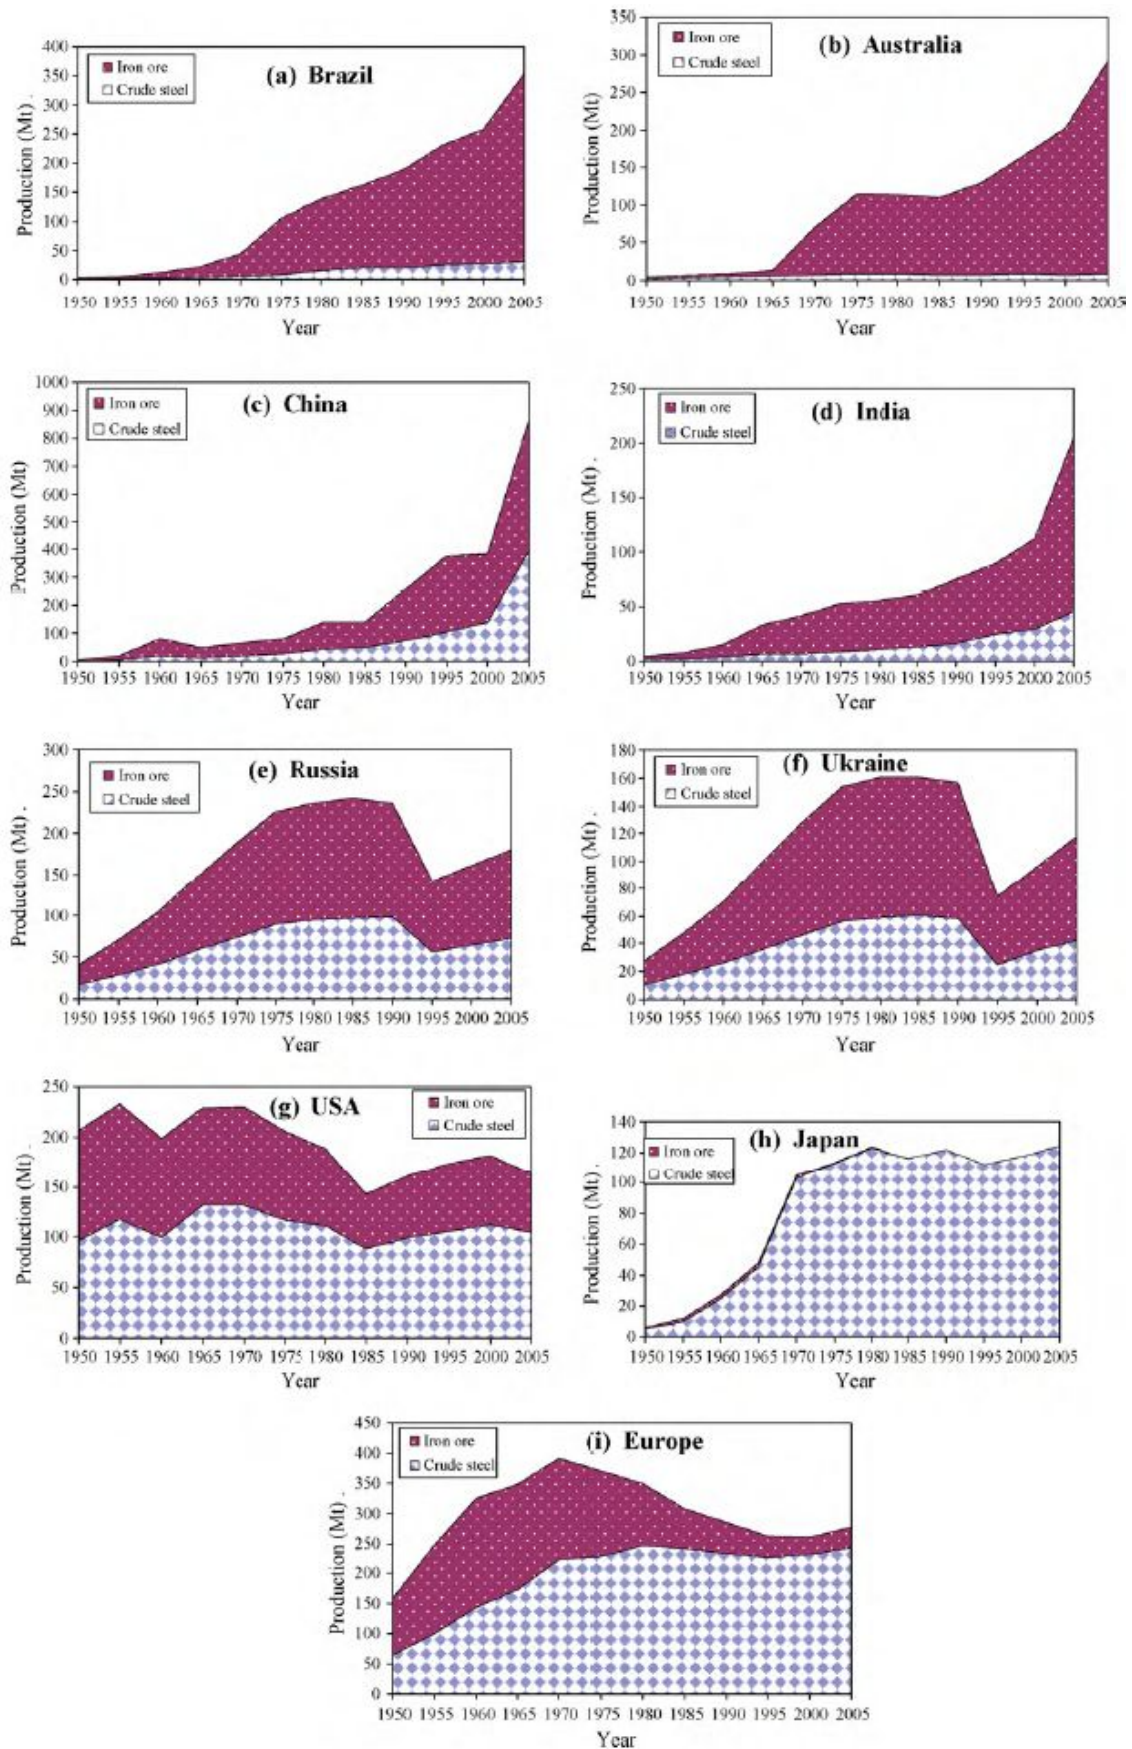 (a) Brazil
Iron ore
Crude steel
Production (Mt) .
400
350
300
250
200
150
100
50
0
1950 1955 1960 1965 1970 1975 1980 1985 1990 1995 2000 2005
Year
(b) Australia
Iron ore
Crude steel
Production (Mt)
350
300
250
200
150
100
50
0
1950 1955 1960 1965 1970 1975 1980 1985 1990 1995 2000 2005
Year
(c) China
Iron ore
Crude steel
Production (Mt)
1000
900
800
700
600
500
400
300
200
100
0
1950 1955 1960 1965 1970 1975 1980 1985 1990 1995 2000 2005
Year
(d) India
Iron ore
Crude steel
Production (Mt) .
250
200
150
100
50
0
1950 1955 1960 1965 1970 1975 1980 1985 1990 1995 2000 2005
Year
(e) Russia
Iron ore
Crude steel
Production (Mt) .
300
250
200
150
100
50
0
1950 1955 1960 1965 1970 1975 1980 1985 1990 1995 2000 2005
Year
(f) Ukraine
Iron ore
Crude steel
Production (Mt) .
180
160
140
120
100
80
60
40
20
0
1950 1955 1960 1965 1970 1975 1980 1985 1990 1995 2000 2005
Year
(g) USA
Iron ore
Crude steel
Production (Mt) .
250
200
150
100
50
0
1950 1955 1960 1965 1970 1975 1980 1985 1990 1995 2000 2005
Year
(h) Japan
Iron ore
Crude steel
Production (Mt) .
140
120
100
80
60
40
20
0
1950 1955 1960 1965 1970 1975 1980 1985 1990 1995 2000 2005
Year
(i) Europe
Iron ore
Crude steel
Production (Mt) .
450
400
350
300
250
200
150
100
50
0
1950 1955 1960 1965 1970 1975 1980 1985 1990 1995 2000 2005
Year